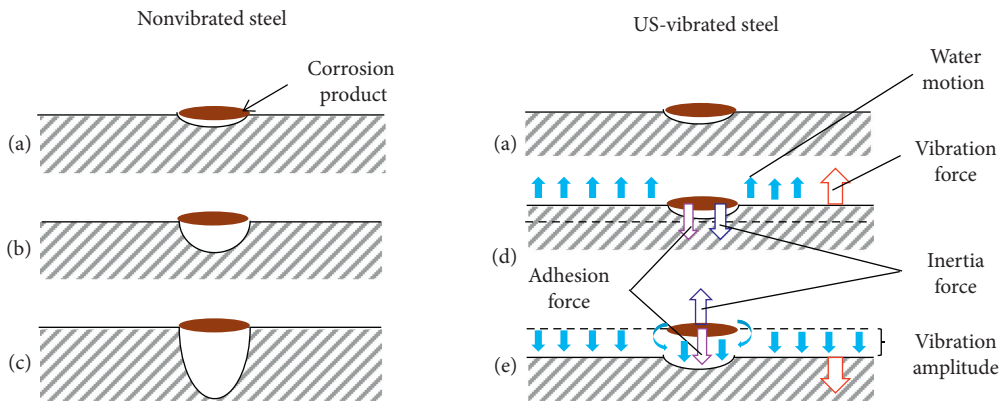 Nonvibrated steel
Corrosion
product
(a)
(b)
(c)
US-vibrated steel
Water
motion
(a)
Vibration
force
(d)
Adhesion
force
Inertia
force
(e)
Vibration
amplitude